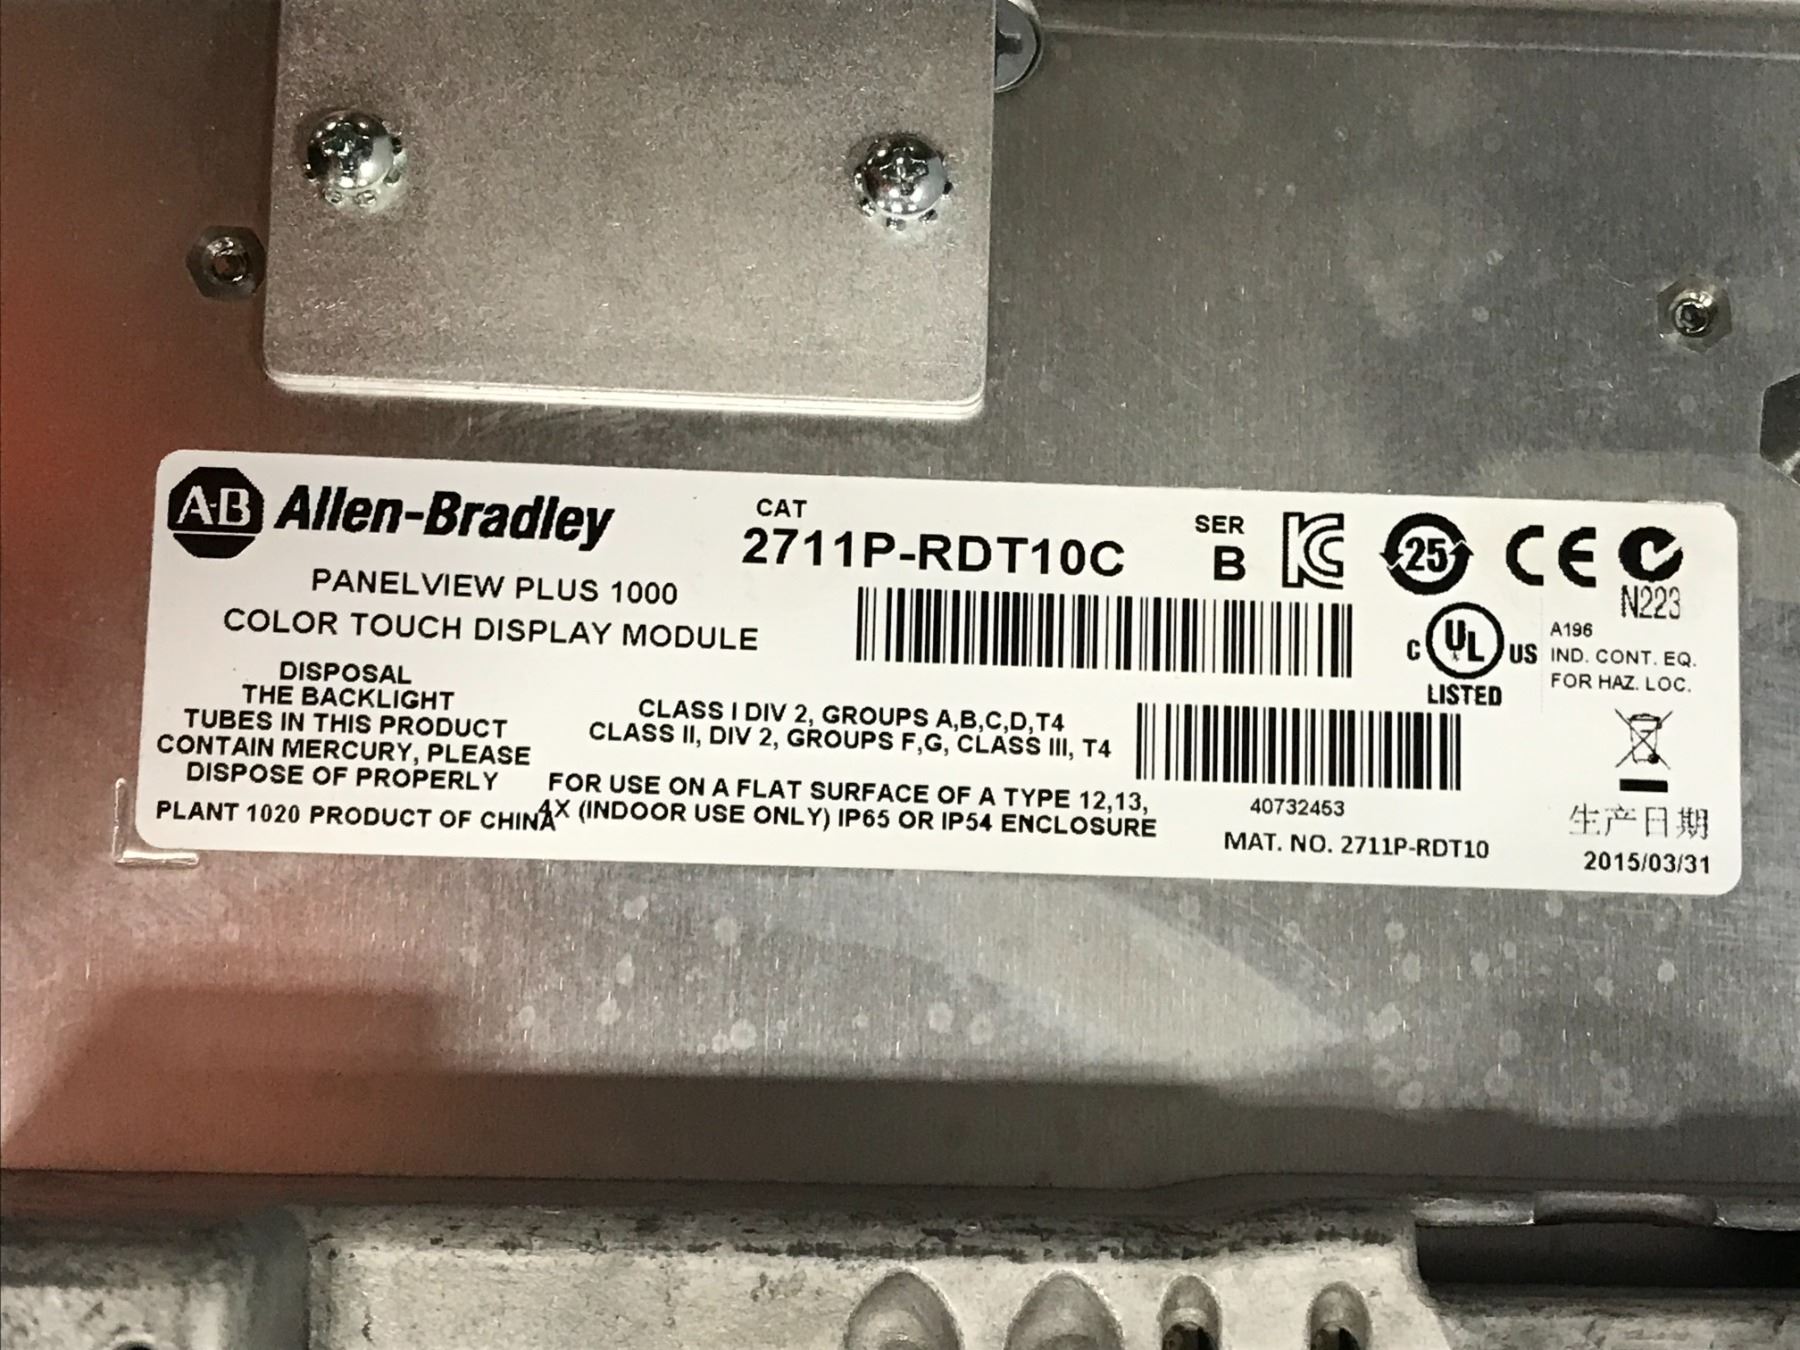 A-B Allen-Bradley
PANELVIEW PLUS 1000
COLOR TOUCH DISPLAY MODULE
DISPOSAL
THE BACKLIGHT
TUBES IN THIS PRODUCT
CONTAIN MERCURY, PLEASE
DISPOSE OF PROPERLY
PLANT 1020 PRODUCT OF CHINA
CAT
2711P-RDT10C
SER
B
25
CE
N223
C UL US
LISTED
A196
IND. CONT. EQ.
FOR HAZ. LOC.
CLASS I DIV 2, GROUPS A,B,C,D,T4
CLASS II, DIV 2, GROUPS F,G, CLASS III, T4
FOR USE ON A FLAT SURFACE OF A TYPE 12,13,
4X (INDOOR USE ONLY) IP65 OR IP54 ENCLOSURE
40732453
MAT. NO. 2711P-RDT10
生产日期
2015/03/31